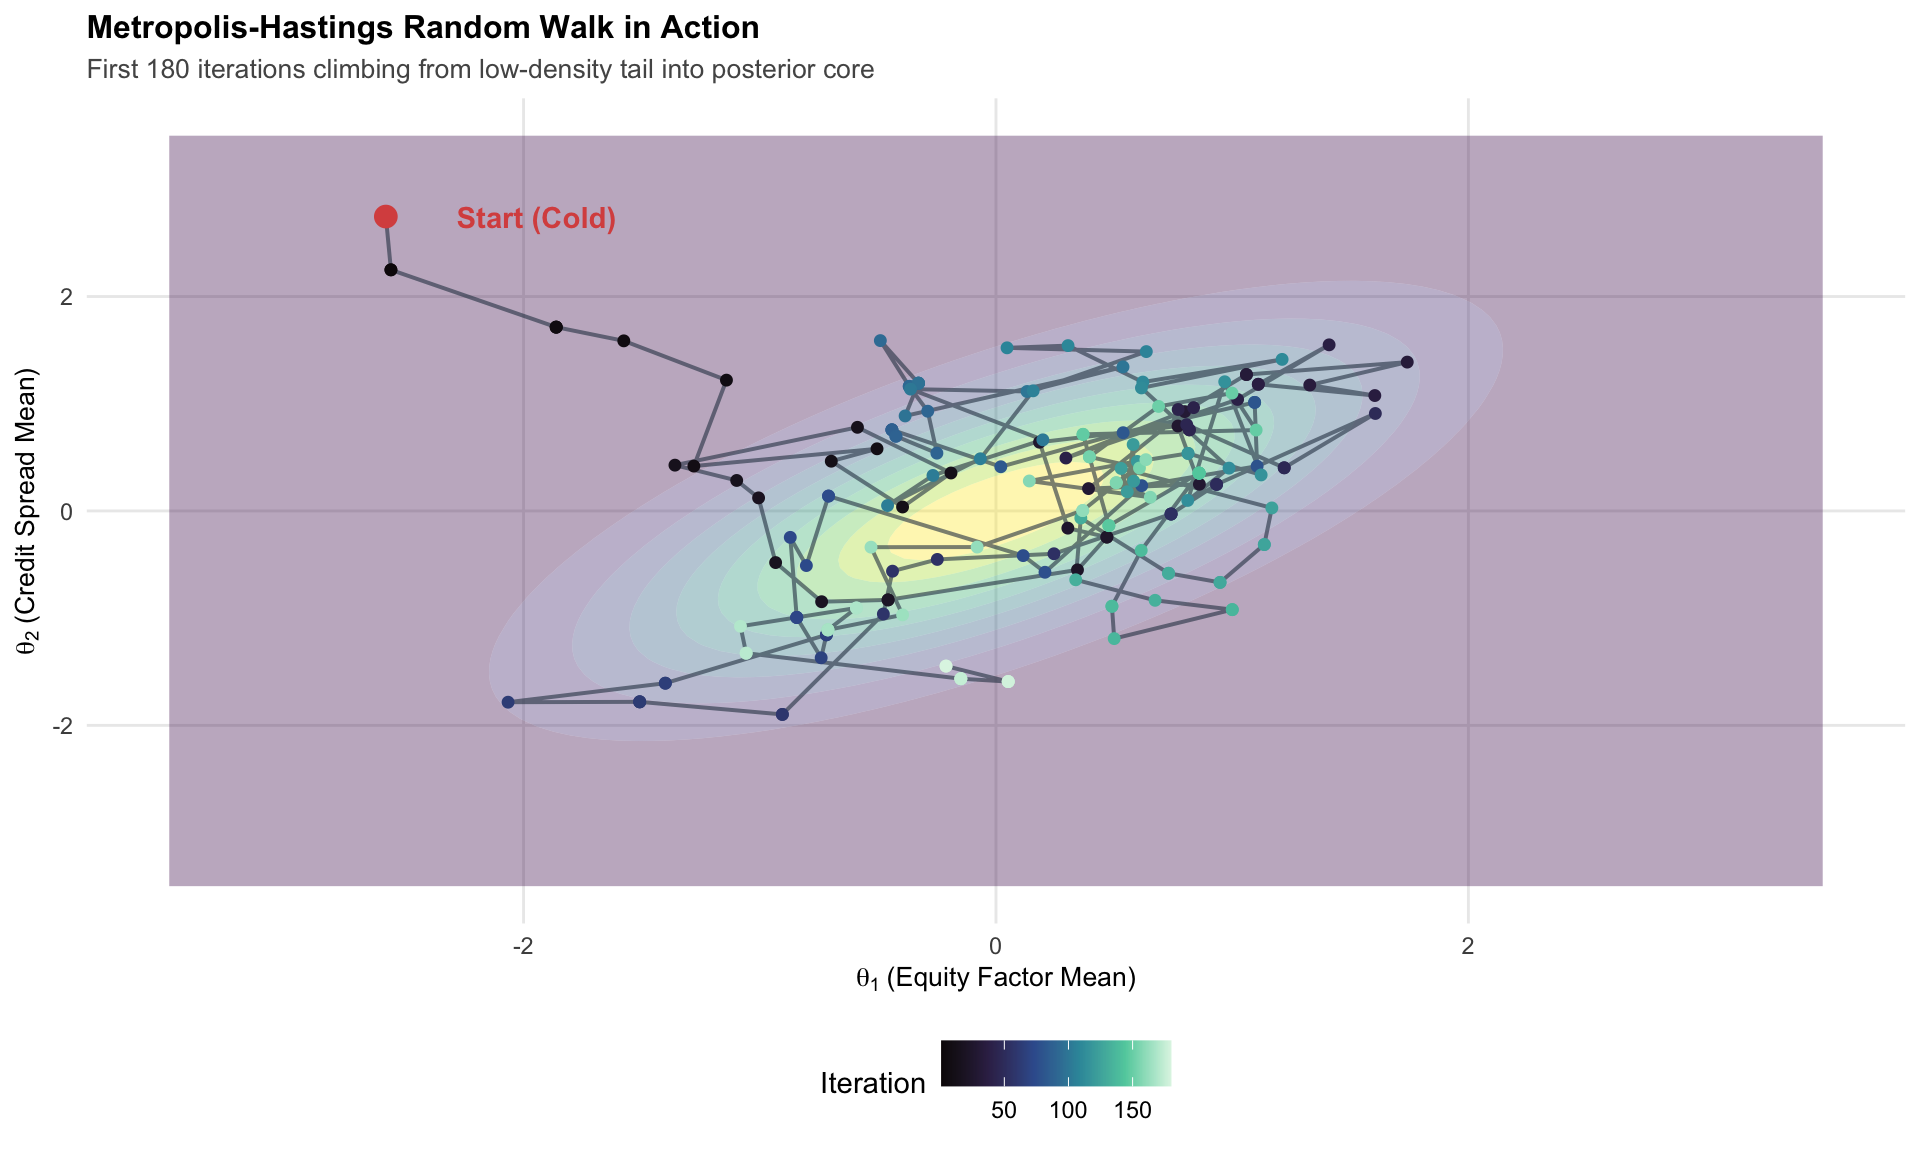 Metropolis-Hastings Random Walk in Action
First 180 iterations climbing from low-density tail into posterior core
Start (Cold)
2
0
-2
θ₂ (Credit Spread Mean)
-2 0 2
θ₁ (Equity Factor Mean)
Iteration
50 100 150